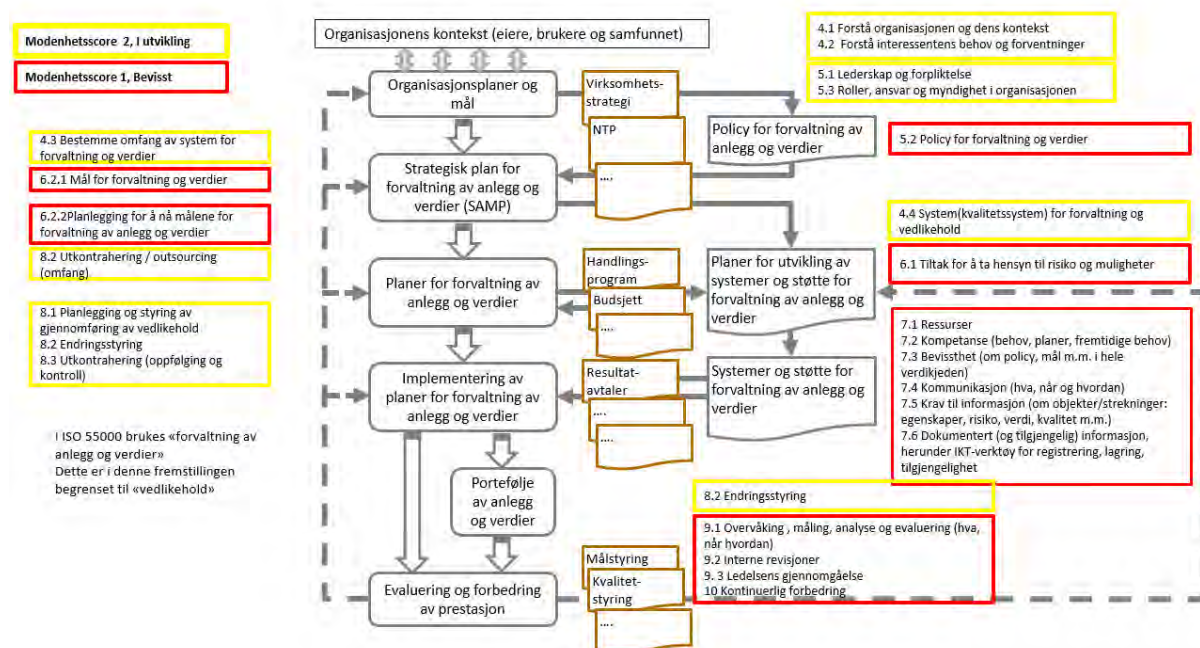 Modenhetsscore 2, I utvikling
Modenhetsscore 1, Bevisst
4.3 Bestemme omfang av system for
forvaltning og verdier
6.2.1 Mål for forvaltning og verdier
6.2.2Planlegging for å nå målene for
forvaltning av anlegg og verdier
8.2 Utkontrahering / outsourcing
(omfang)
8.1 Planlegging og styring av
gjennomføring av vedlikehold
8.2 Endringsstyring
8.3 Utkontrahering (oppfølging og
kontroll)
I ISO 55000 brukes «forvaltning av
anlegg og verdier»
Dette er i denne fremstillingen
begrenset til «vedlikehold»
Organisasjonens kontekst (eiere, brukere og samfunnet)
Organisasjonsplaner og
mål
Strategisk plan for
forvaltning av anlegg og
verdier (SAMP)
Planer for forvaltning av
anlegg og verdier
Implementering av
planer for forvaltning av
anlegg og verdier
Portefølje
av anlegg
og verdier
Evaluering og forbedring
av prestasjon
Virksomhets-
strategi
NTP
....
Handlings-
program
Budsjett
....
Resultat-
avtaler
....
....
Målstyring
Kvalitet-
styring
....
Policy for forvaltning av
anlegg og verdier
Planer for utvikling av
systemer og støtte for
forvaltning av anlegg og
verdier
Systemer og støtte for
forvaltning av anlegg og
verdier
4.1 Forstå organisasjonen og dens kontekst
4.2 Forstå interessentens behov og forventninger
5.1 Lederskap og forpliktelse
5.3 Roller, ansvar og myndighet i organisasjonen
5.2 Policy for forvaltning og verdier
4.4 System(kvalitetssystem) for forvaltning og
vedlikehold
6.1 Tiltak for å ta hensyn til risiko og muligheter
7.1 Ressurser
7.2 Kompetanse (behov, planer, fremtidige behov)
7.3 Bevissthet (om policy, mål m.m. i hele
verdikjeden)
7.4 Kommunikasjon (hva, når og hvordan)
7.5 Krav til informasjon (om objekter/strekninger:
egenskaper, risiko, verdi, kvalitet m.m.)
7.6 Dokumentert (og tilgjengelig) informasjon,
herunder IKT-verktøy for registrering, lagring,
tilgjengelighet
8.2 Endringsstyring
9.1 Overvåking , måling, analyse og evaluering (hva,
når hvordan)
9.2 Interne revisjoner
9. 3 Ledelsens gjennomgåelse
10 Kontinuerlig forbedring